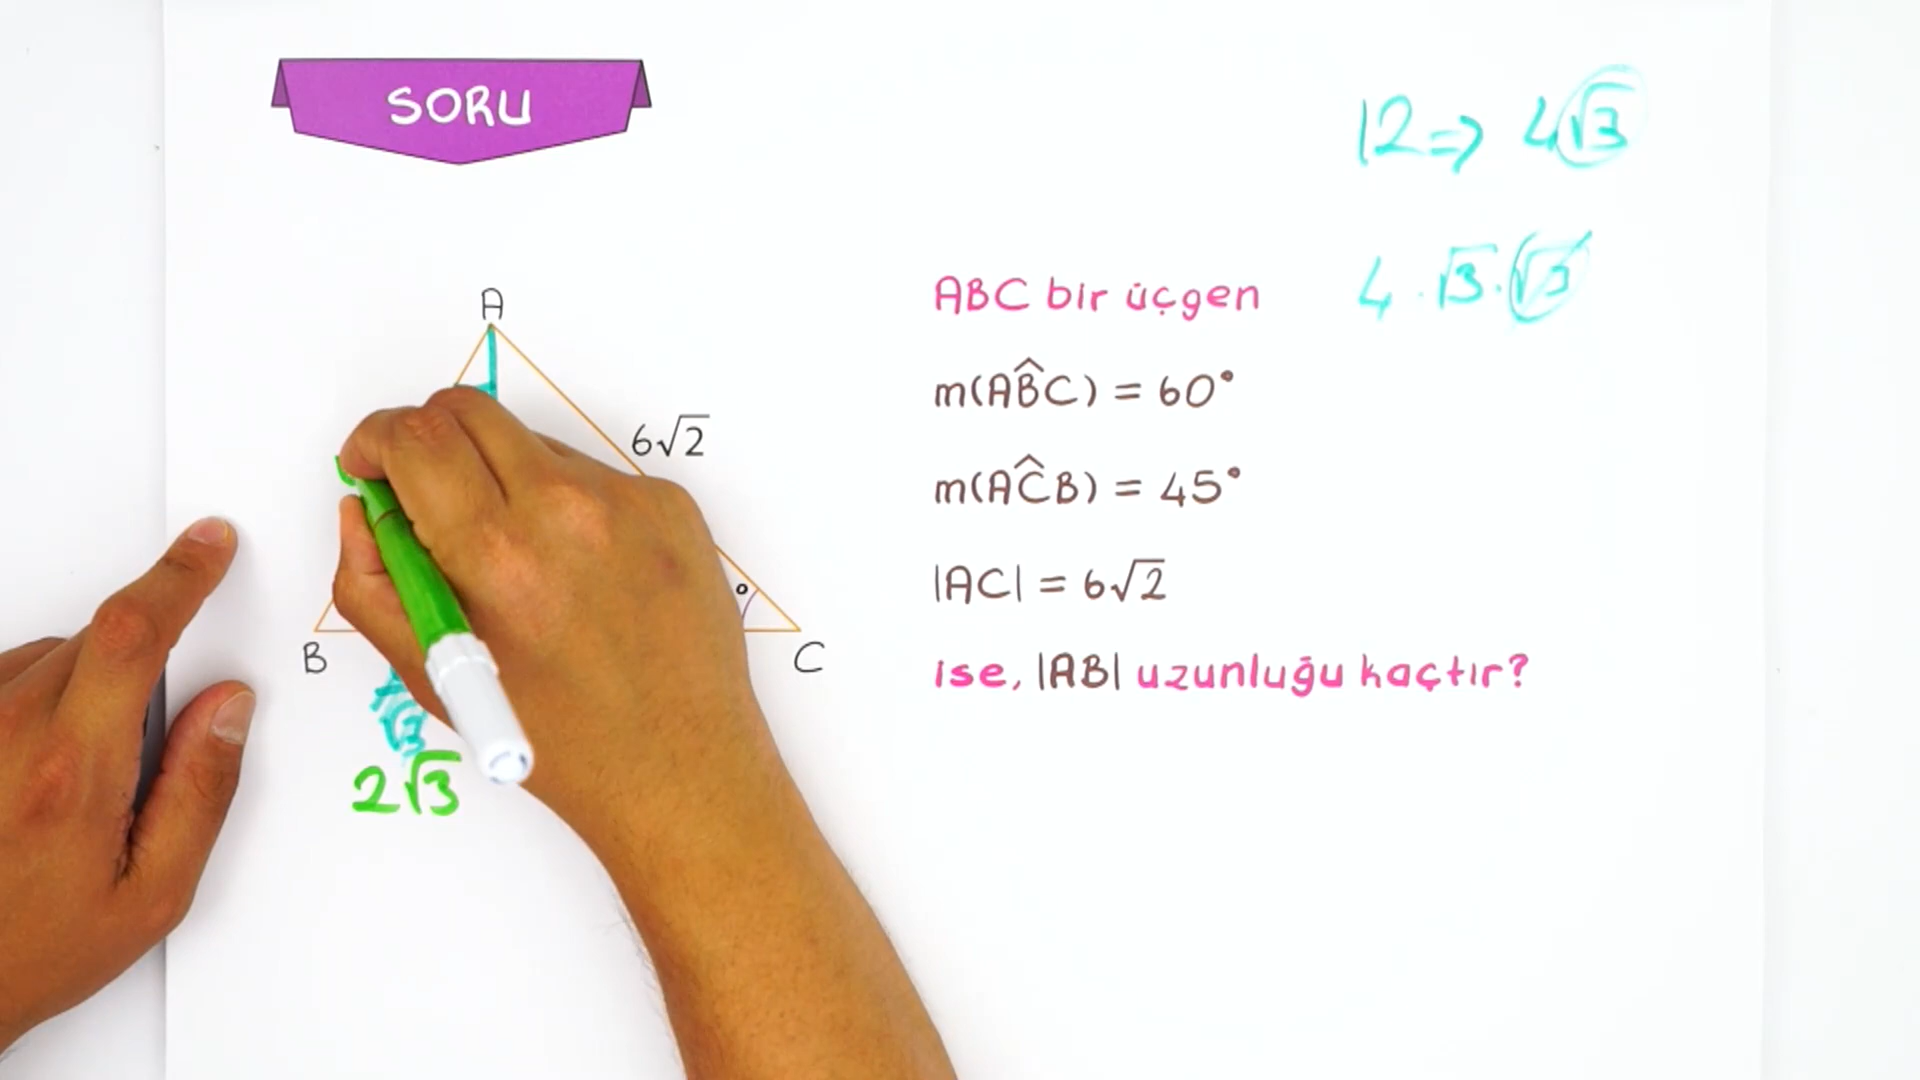 SORU
12 => 4√3
4 · √3 · √3
A
6√2
B
C
√3
2√3
ABC bir üçgen
m(AB̂C) = 60°
m(AĈB) = 45°
|AC| = 6√2
ise, |AB| uzunluğu kaçtır?